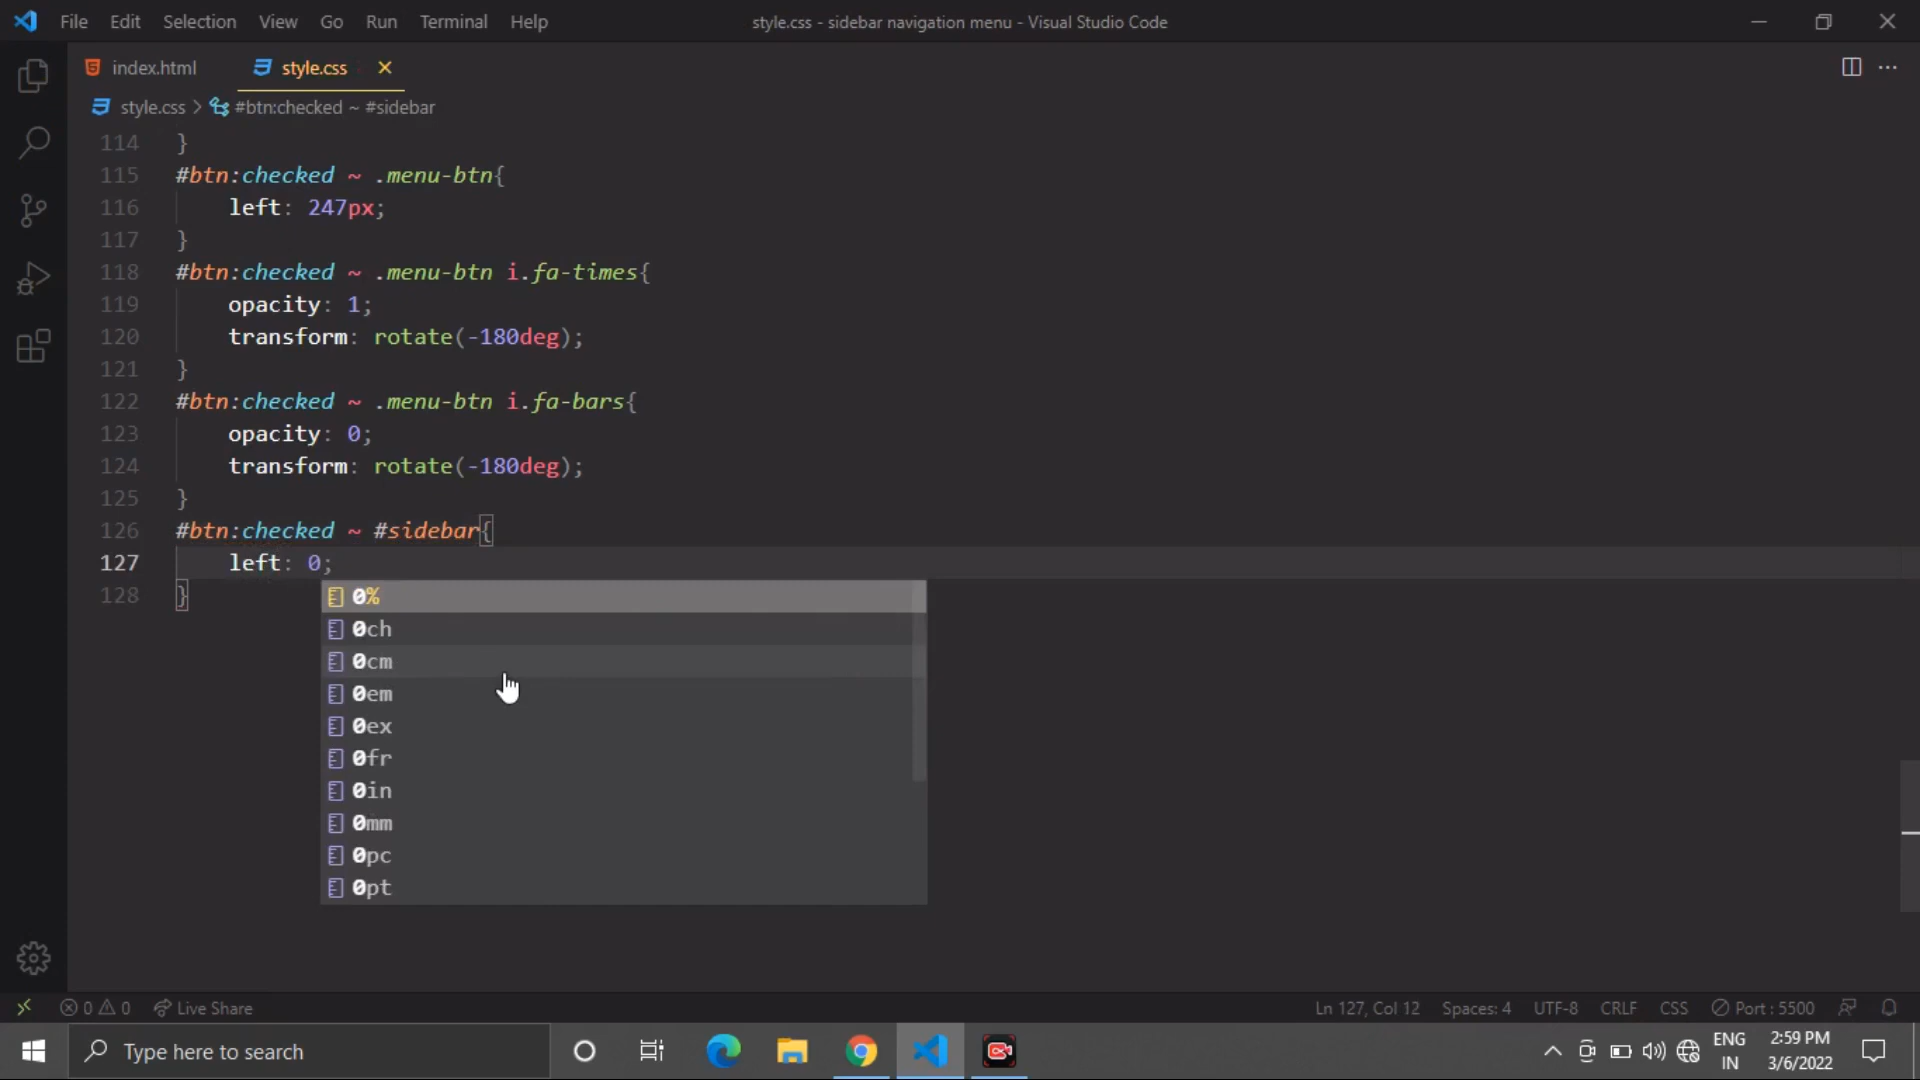 File Edit Selection View Go Run Terminal Help style.css - sidebar navigation menu - Visual Studio Code
index.html style.css
style.css > #btn:checked ~ #sidebar
114 }
115 #btn:checked ~ .menu-btn{
116 left: 247px;
117 }
118 #btn:checked ~ .menu-btn i.fa-times{
119 opacity: 1;
120 transform: rotate(-180deg);
121 }
122 #btn:checked ~ .menu-btn i.fa-bars{
123 opacity: 0;
124 transform: rotate(-180deg);
125 }
126 #btn:checked ~ #sidebar{
127 left: 0;
128 }
0%
0ch
0cm
0em
0ex
0fr
0in
0mm
0pc
0pt
0 0 Live Share Ln 127, Col 12 Spaces: 4 UTF-8 CRLF CSS Port : 5500
Type here to search ENG 2:59 PM
IN 3/6/2022